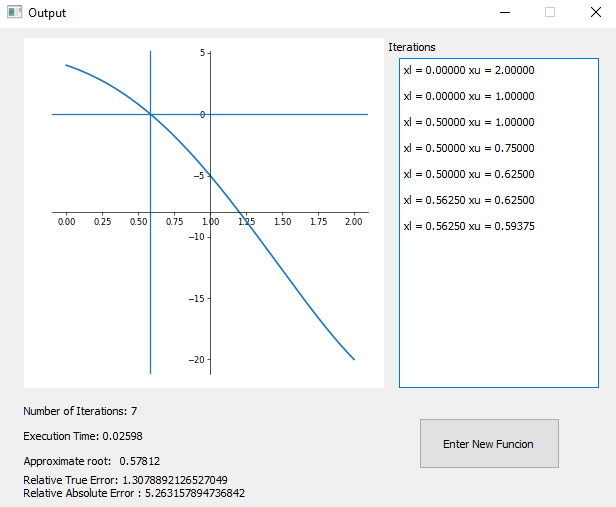 Output
Iterations
5
0
−5
−10
−15
−20
0.00 0.25 0.50 0.75 1.00 1.25 1.50 1.75 2.00
xl = 0.00000 xu = 2.00000
xl = 0.00000 xu = 1.00000
xl = 0.50000 xu = 1.00000
xl = 0.50000 xu = 0.75000
xl = 0.50000 xu = 0.62500
xl = 0.56250 xu = 0.62500
xl = 0.56250 xu = 0.59375
Number of Iterations: 7
Execution Time: 0.02598
Approximate root: 0.57812
Relative True Error: 1.3078892126527049
Relative Absolute Error : 5.263157894736842
Enter New Funcion